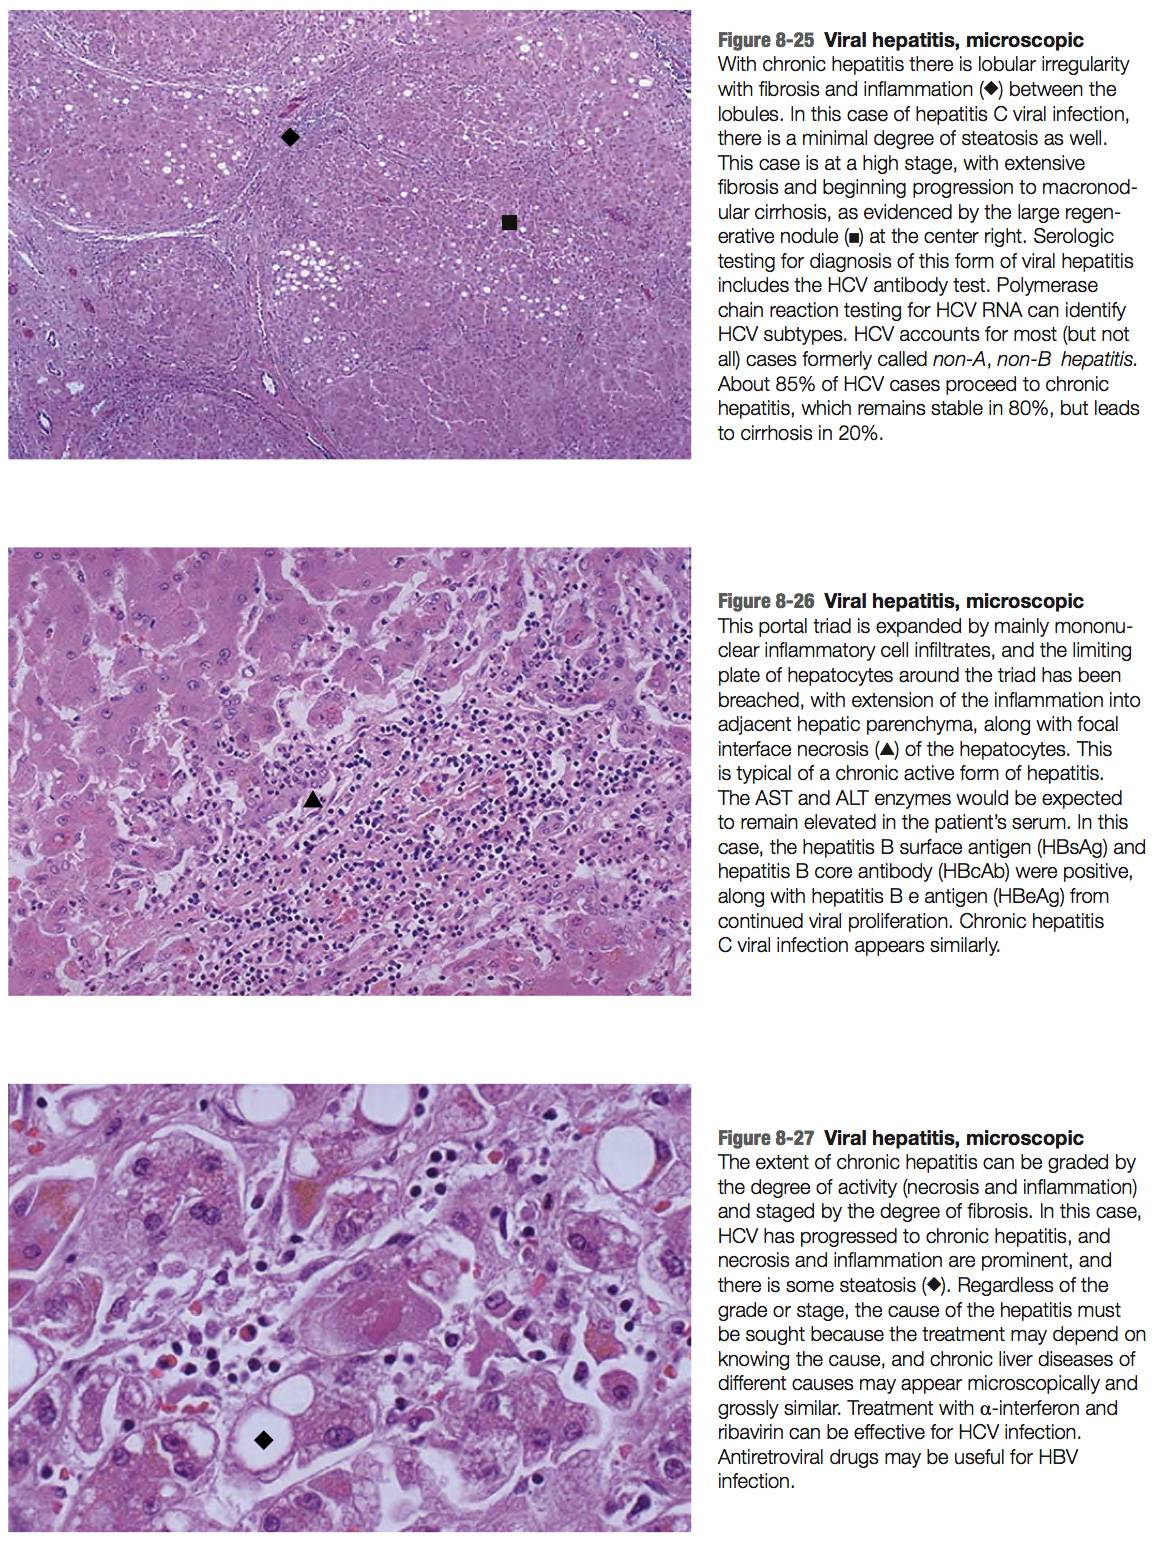 Figure 8-25 Viral hepatitis, microscopic
With chronic hepatitis there is lobular irregularity
with fibrosis and inflammation (◆) between the
lobules. In this case of hepatitis C viral infection,
there is a minimal degree of steatosis as well.
This case is at a high stage, with extensive
fibrosis and beginning progression to macronod-
ular cirrhosis, as evidenced by the large regen-
erative nodule (■) at the center right. Serologic
testing for diagnosis of this form of viral hepatitis
includes the HCV antibody test. Polymerase
chain reaction testing for HCV RNA can identify
HCV subtypes. HCV accounts for most (but not
all) cases formerly called non-A, non-B hepatitis.
About 85% of HCV cases proceed to chronic
hepatitis, which remains stable in 80%, but leads
to cirrhosis in 20%.
Figure 8-26 Viral hepatitis, microscopic
This portal triad is expanded by mainly mononu-
clear inflammatory cell infiltrates, and the limiting
plate of hepatocytes around the triad has been
breached, with extension of the inflammation into
adjacent hepatic parenchyma, along with focal
interface necrosis (▲) of the hepatocytes. This
is typical of a chronic active form of hepatitis.
The AST and ALT enzymes would be expected
to remain elevated in the patient's serum. In this
case, the hepatitis B surface antigen (HBsAg) and
hepatitis B core antibody (HBcAb) were positive,
along with hepatitis B e antigen (HBeAg) from
continued viral proliferation. Chronic hepatitis
C viral infection appears similarly.
Figure 8-27 Viral hepatitis, microscopic
The extent of chronic hepatitis can be graded by
the degree of activity (necrosis and inflammation)
and staged by the degree of fibrosis. In this case,
HCV has progressed to chronic hepatitis, and
necrosis and inflammation are prominent, and
there is some steatosis (◆). Regardless of the
grade or stage, the cause of the hepatitis must
be sought because the treatment may depend on
knowing the cause, and chronic liver diseases of
different causes may appear microscopically and
grossly similar. Treatment with α-interferon and
ribavirin can be effective for HCV infection.
Antiretroviral drugs may be useful for HBV
infection.